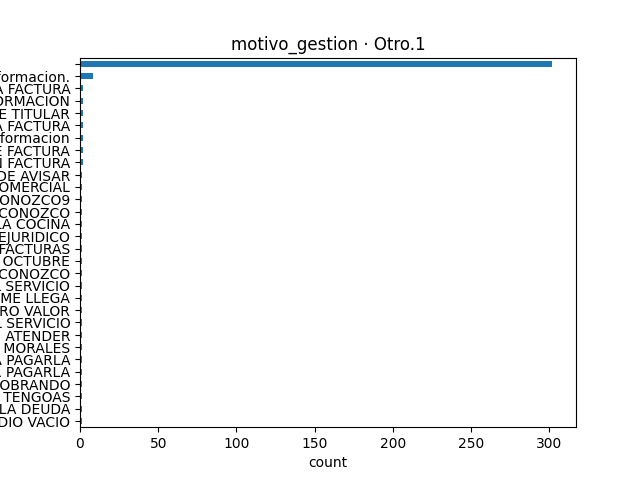 motivo_gestion · Otro.1
formacion.
A FACTURA
ORMACION
E TITULAR
A FACTURA
formacion
E FACTURA
N FACTURA
DE AVISAR
OMERCIAL
ONOZCO9
CONOZCO
LA COCINA
EJURIDICO
FACTURAS
OCTUBRE
CONOZCO
L SERVICIO
ME LLEGA
RO VALOR
L SERVICIO
ATENDER
MORALES
A PAGARLA
PAGARLA
OBRANDO
TENGOAS
LA DEUDA
DIO VACIO
0 50 100 150 200 250 300
count